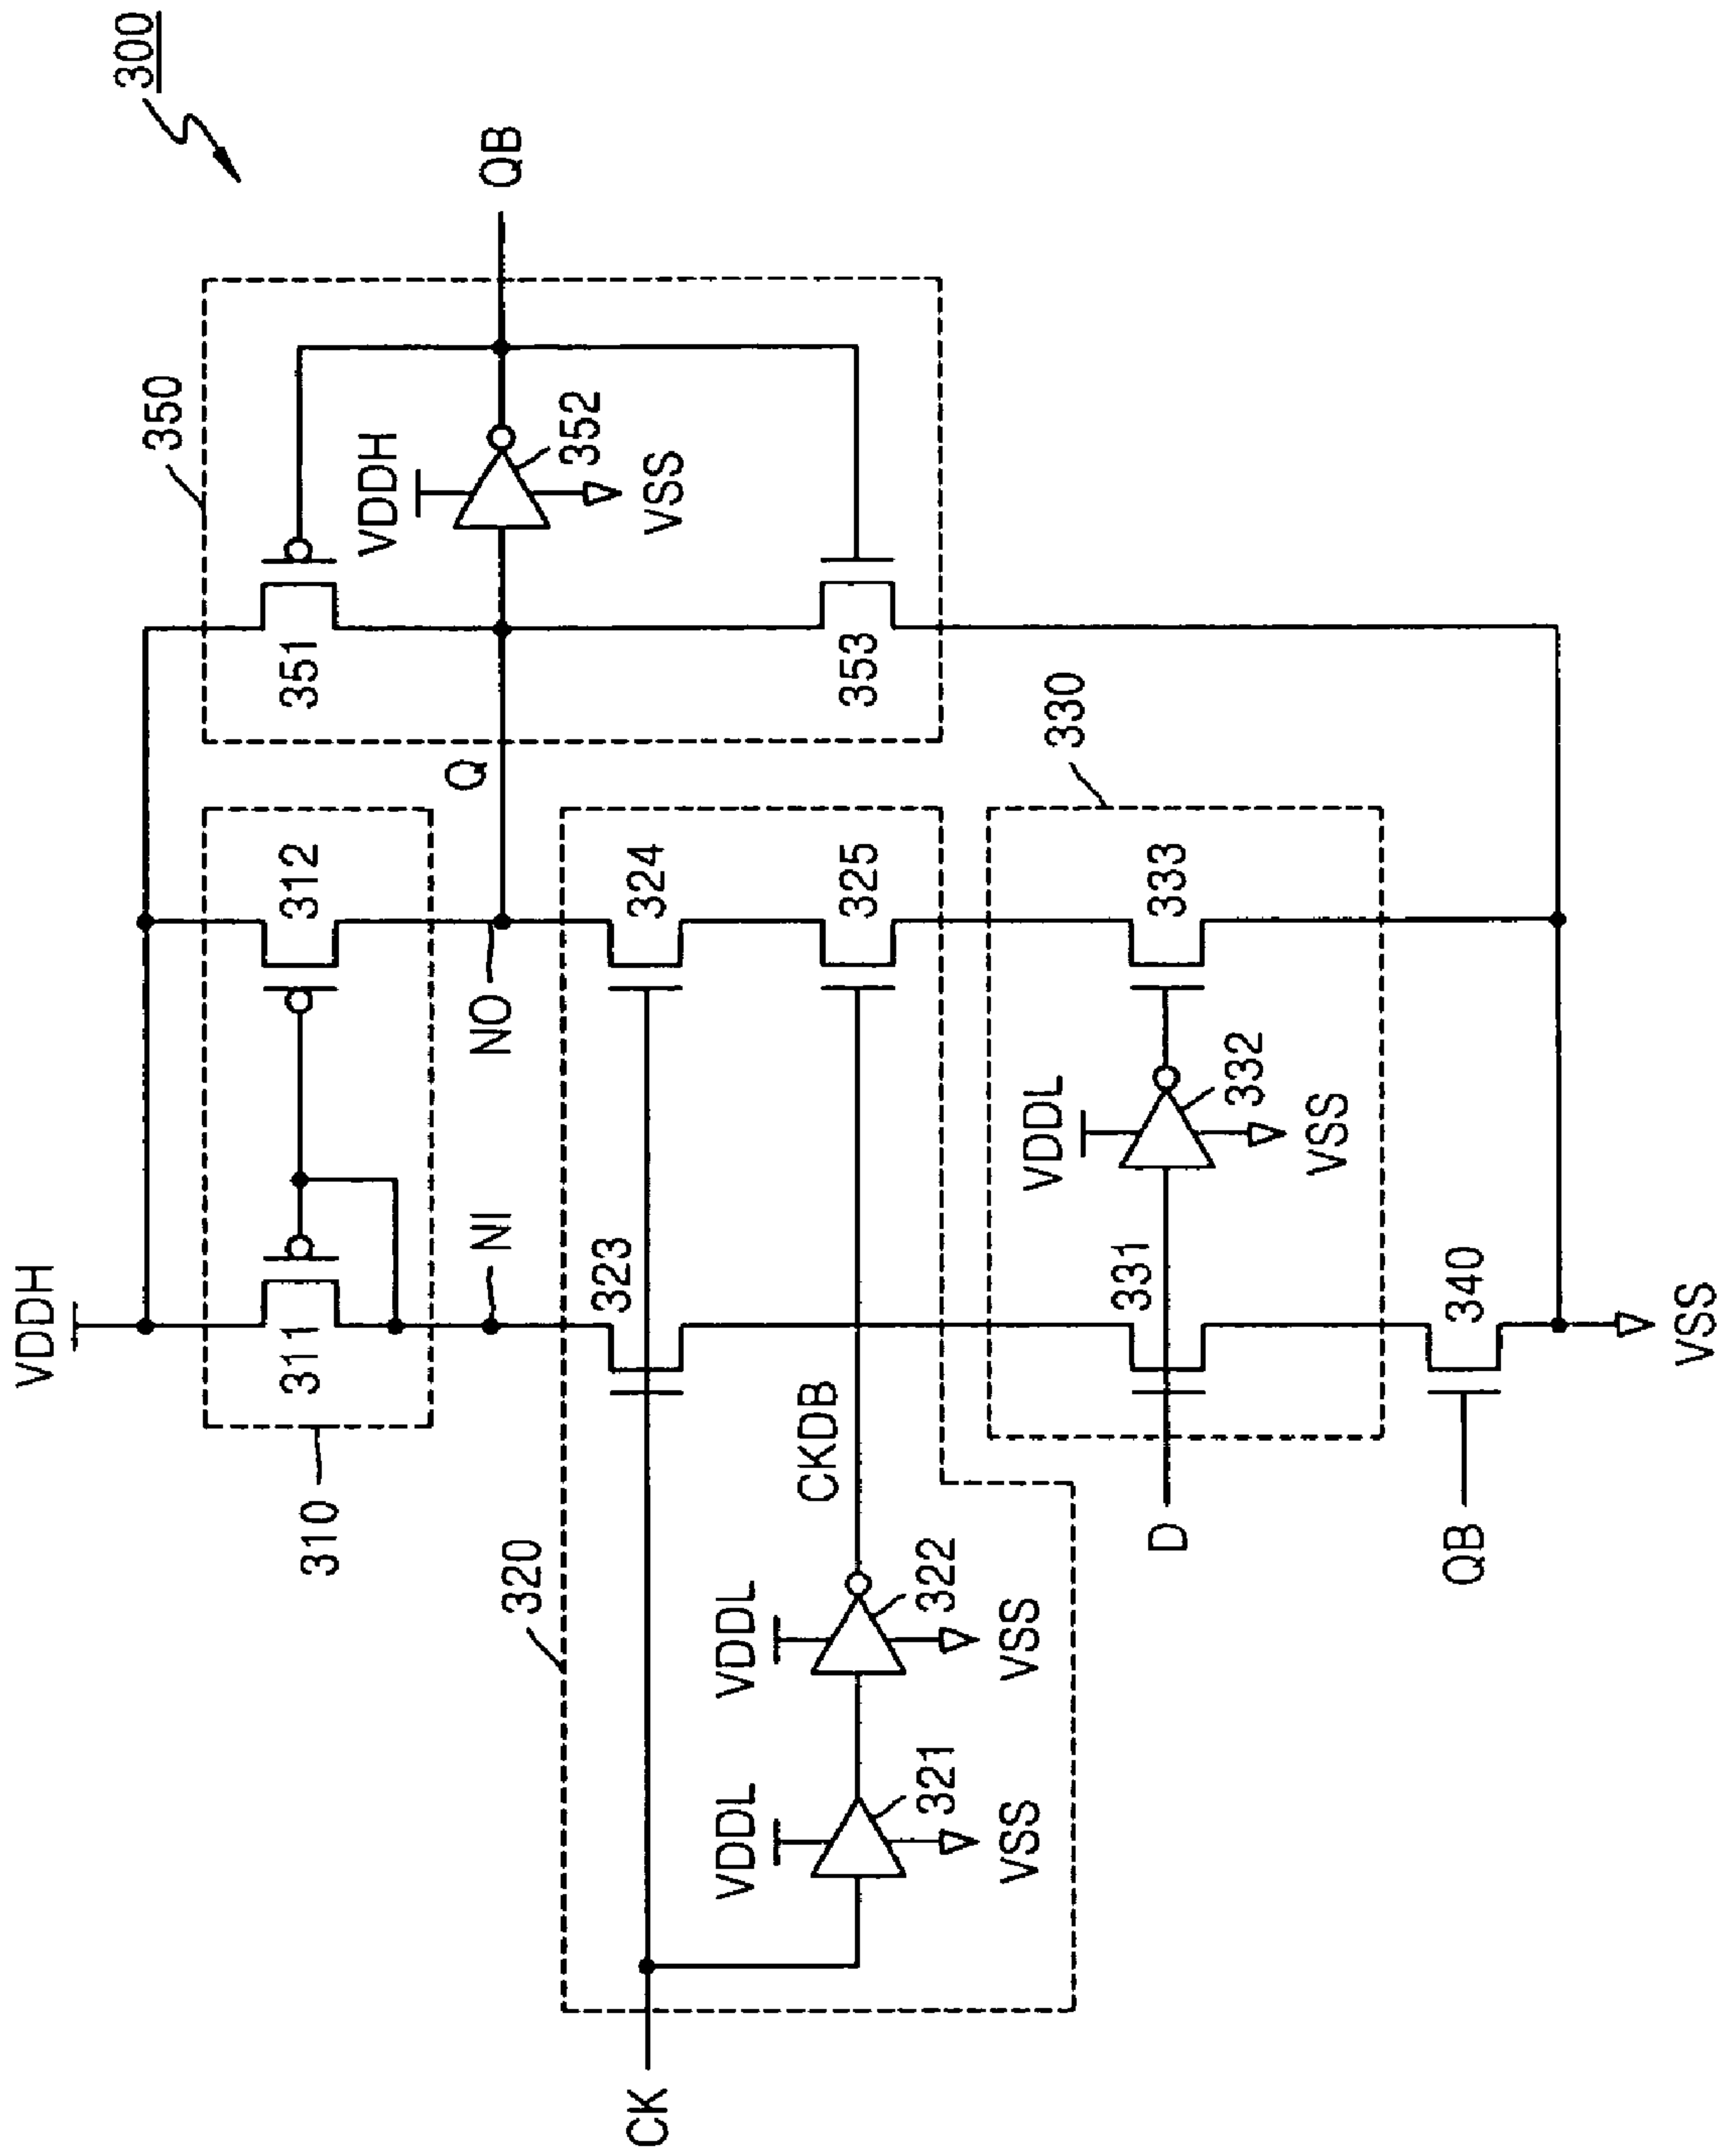 300
VDDH
310
311
312
350
351
VDDH
352
VSS
QB
353
Q
NI
NO
320
CK
323
324
325
CKDB
VDDL
321
VSS
VDDL
322
VSS
330
331
D
VDDL
332
VSS
333
QB
340
VSS